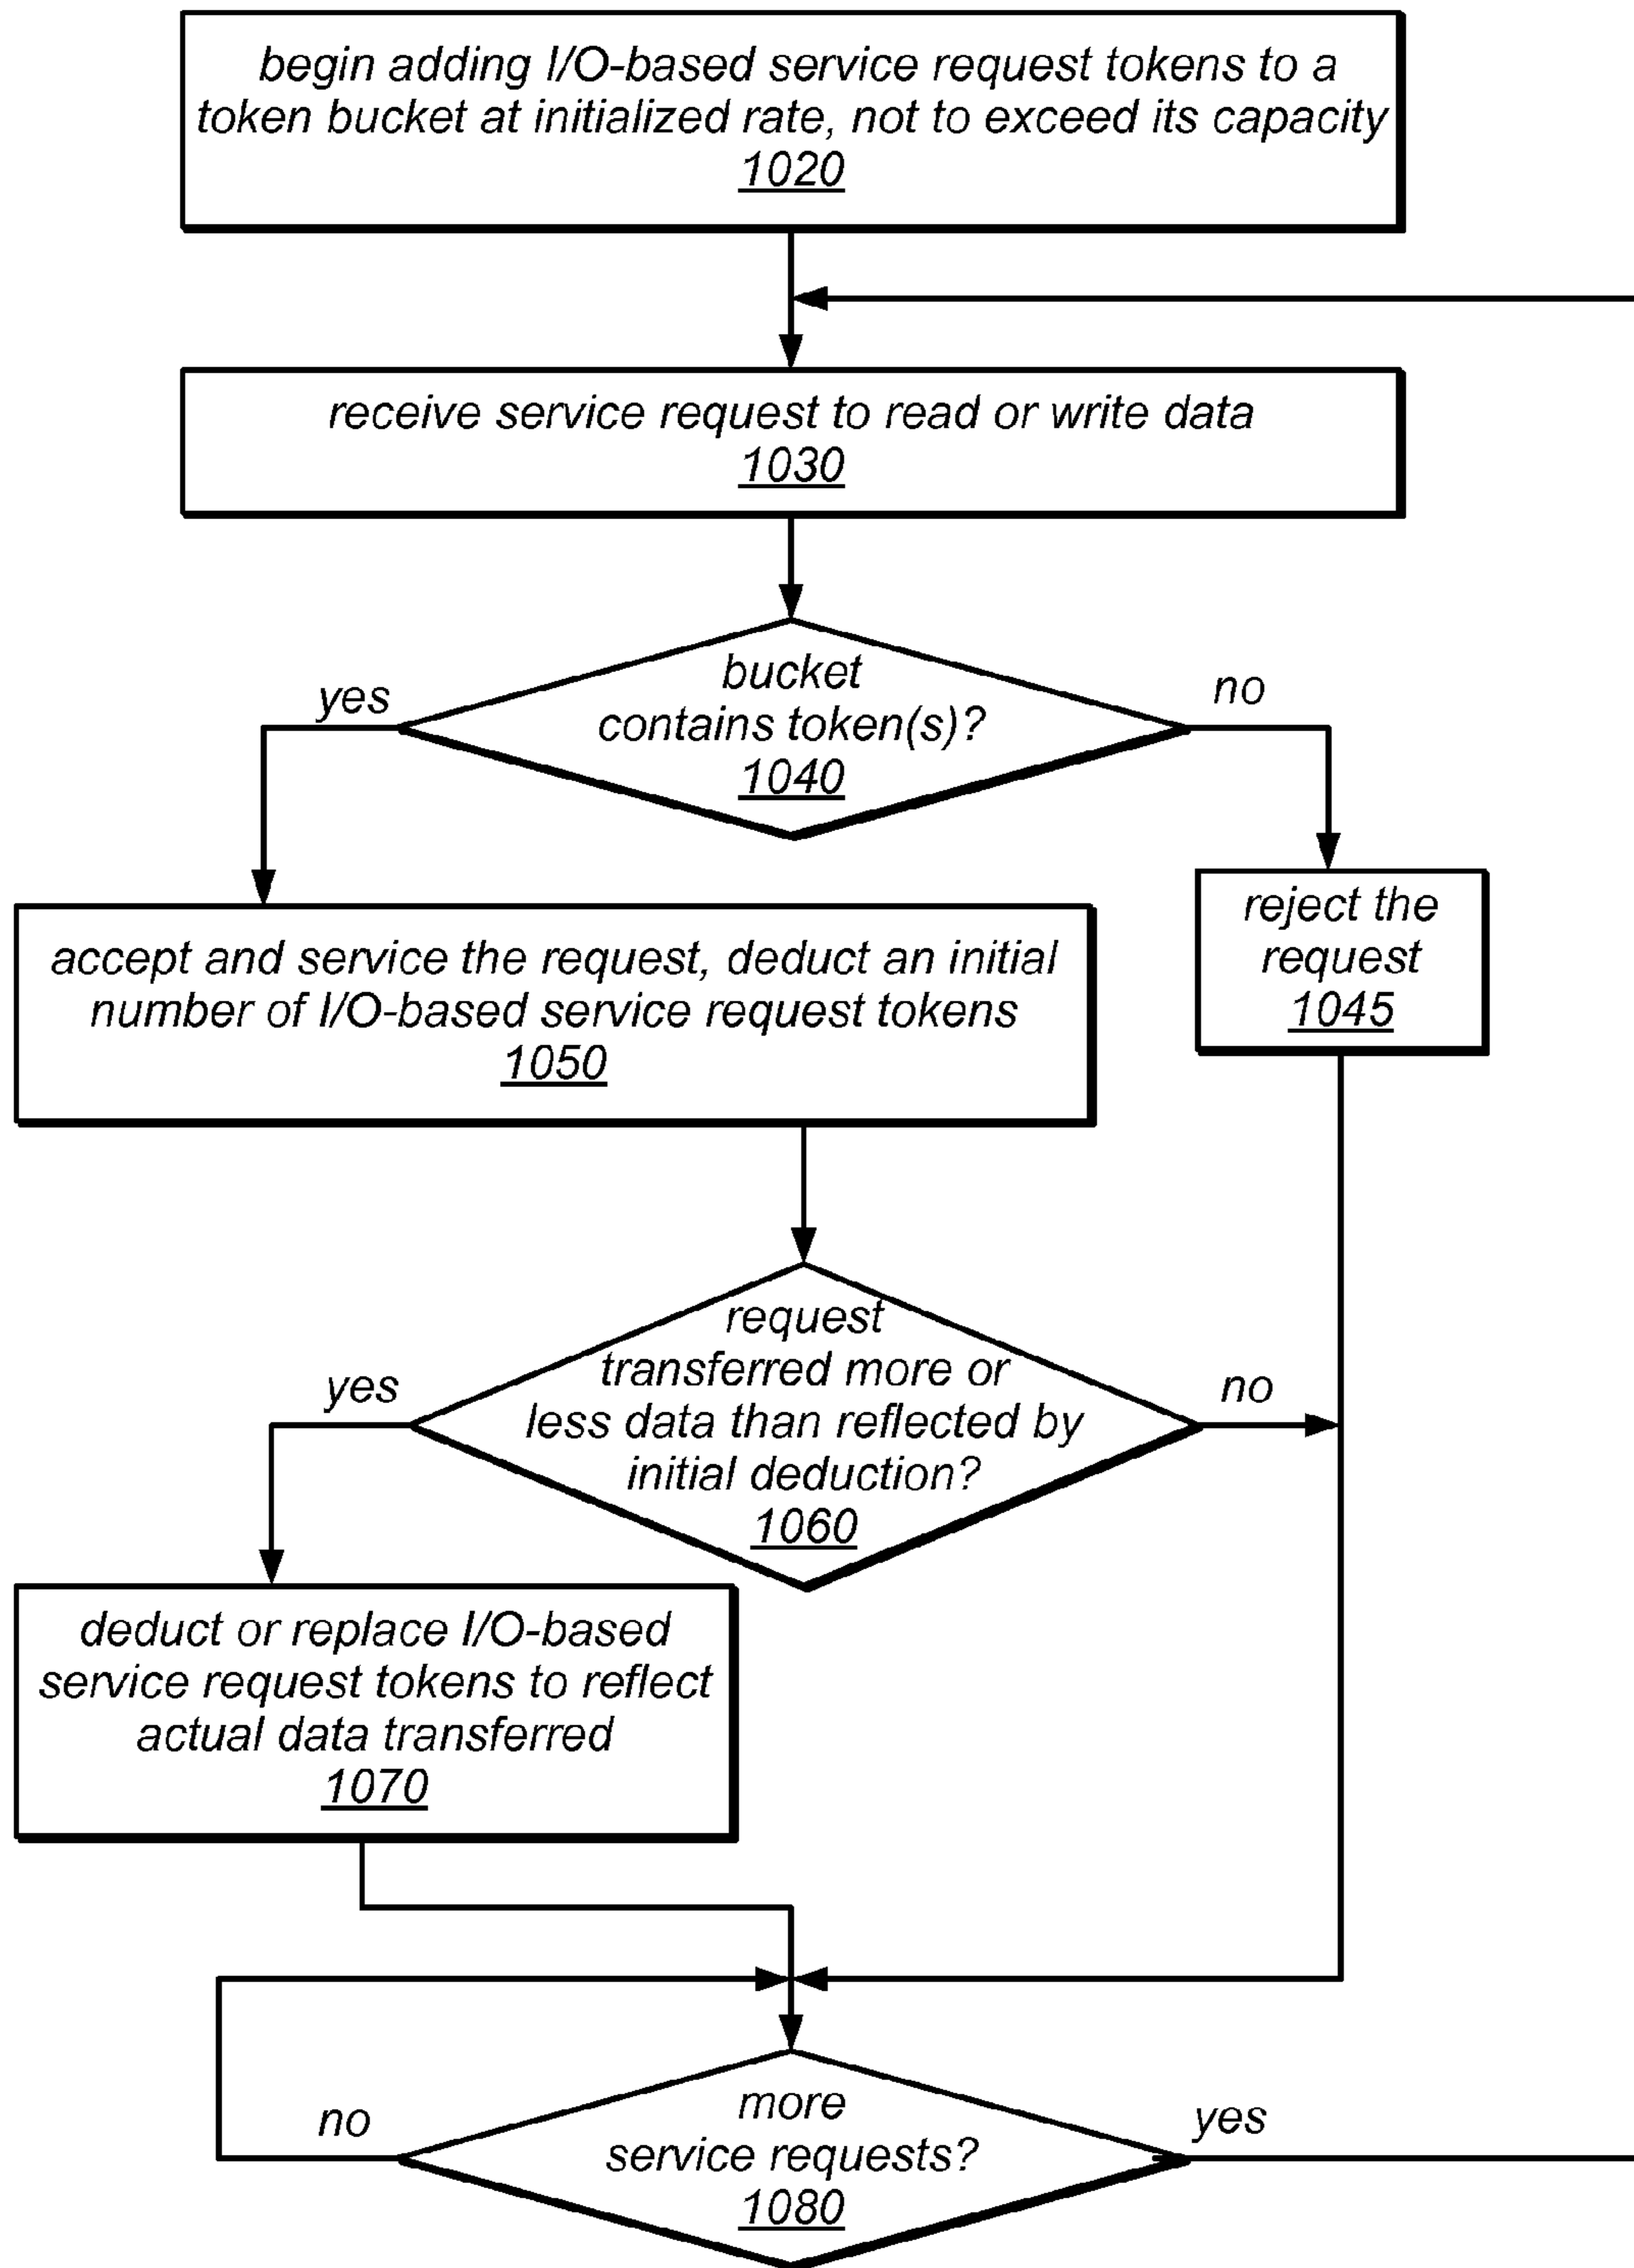 begin adding I/O-based service request tokens to a
token bucket at initialized rate, not to exceed its capacity
1020
receive service request to read or write data
1030
bucket
contains token(s)?
1040
yes
no
accept and service the request, deduct an initial
number of I/O-based service request tokens
1050
reject the
request
1045
request
transferred more or
less data than reflected by
initial deduction?
1060
yes
no
deduct or replace I/O-based
service request tokens to reflect
actual data transferred
1070
more
service requests?
1080
no
yes